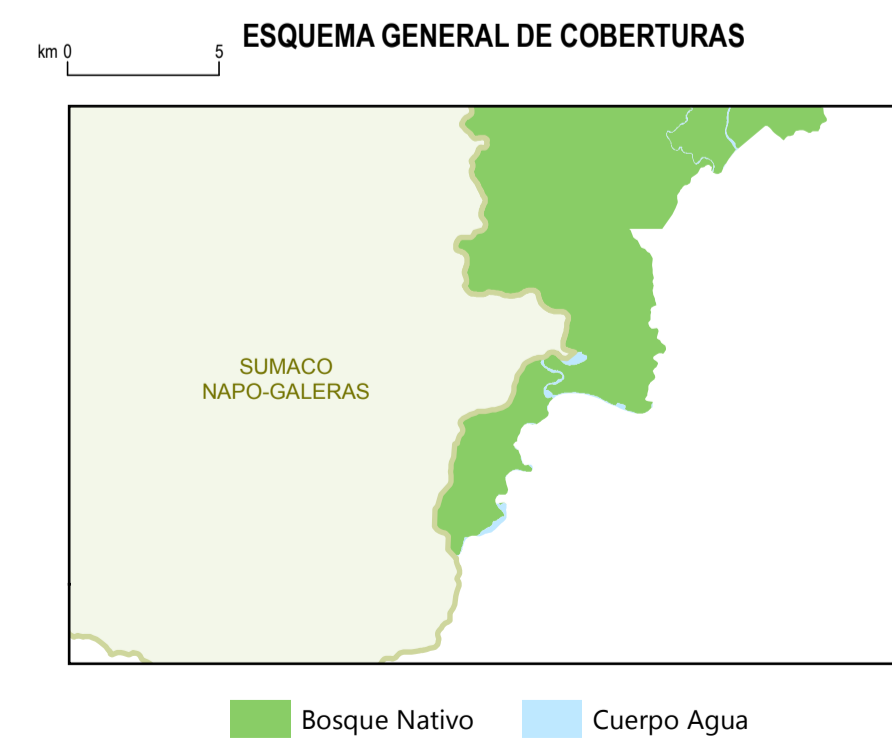 ESQUEMA GENERAL DE COBERTURAS
km 0 5
SUMACO
NAPO-GALERAS
Bosque Nativo
Cuerpo Agua